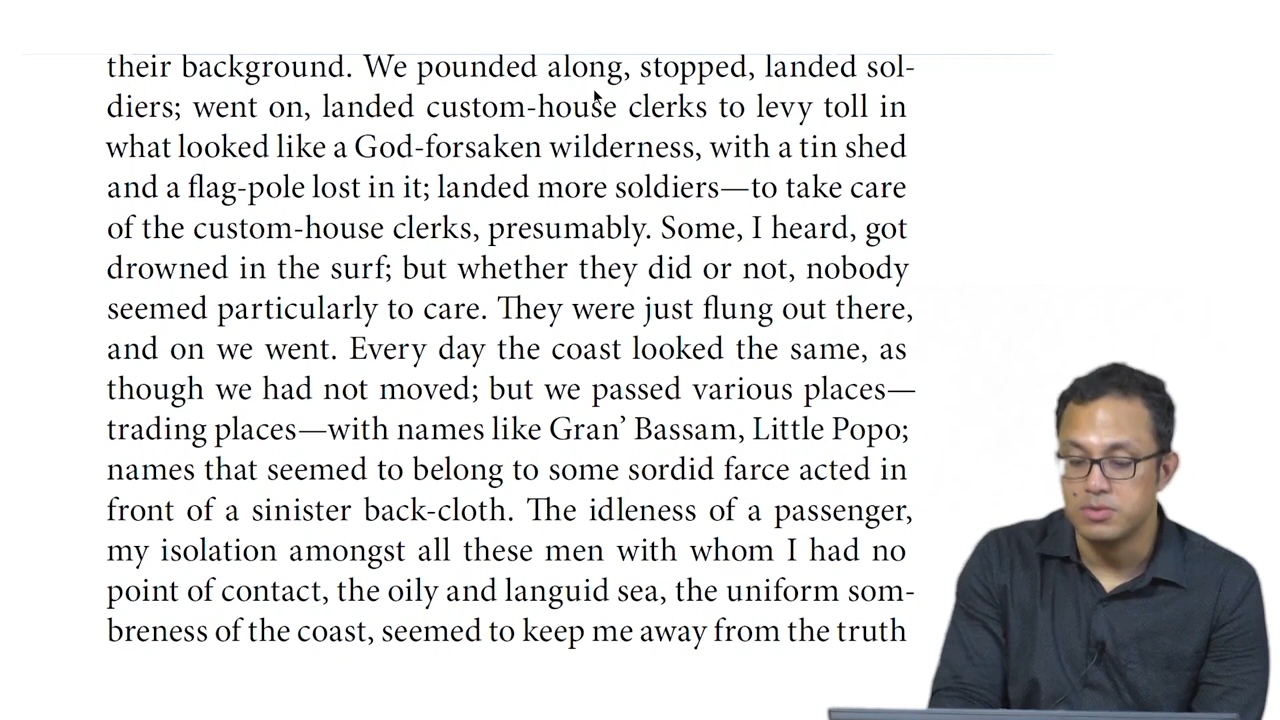 their background. We pounded along, stopped, landed sol-
diers; went on, landed custom-house clerks to levy toll in
what looked like a God-forsaken wilderness, with a tin shed
and a flag-pole lost in it; landed more soldiers—to take care
of the custom-house clerks, presumably. Some, I heard, got
drowned in the surf; but whether they did or not, nobody
seemed particularly to care. They were just flung out there,
and on we went. Every day the coast looked the same, as
though we had not moved; but we passed various places—
trading places—with names like Gran’ Bassam, Little Popo;
names that seemed to belong to some sordid farce acted in
front of a sinister back-cloth. The idleness of a passenger,
my isolation amongst all these men with whom I had no
point of contact, the oily and languid sea, the uniform som-
breness of the coast, seemed to keep me away from the truth